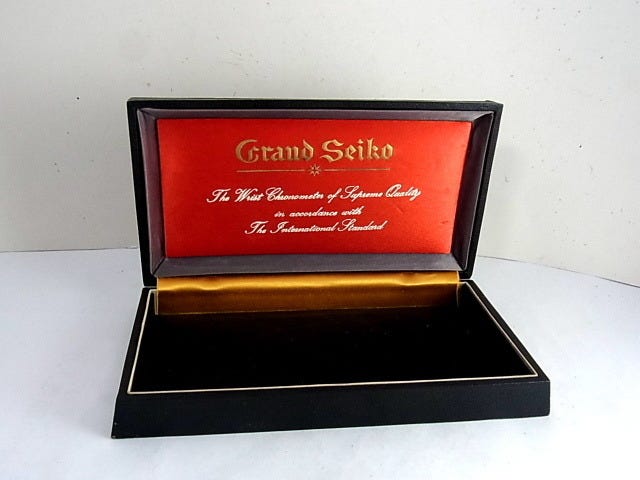 Grand Seiko
The Wrist Chronometer of Supreme Quality
in accordance with
The International Standard